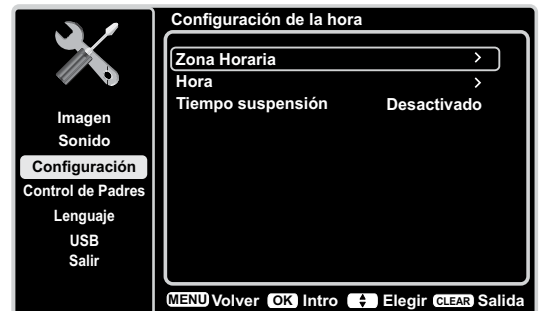 Configuración de la hora
Zona Horaria >
Hora >
Tiempo suspensión Desactivado
Imagen
Sonido
Configuración
Control de Padres
Lenguaje
USB
Salir
MENU Volver OK Intro Elegir CLEAR Salida